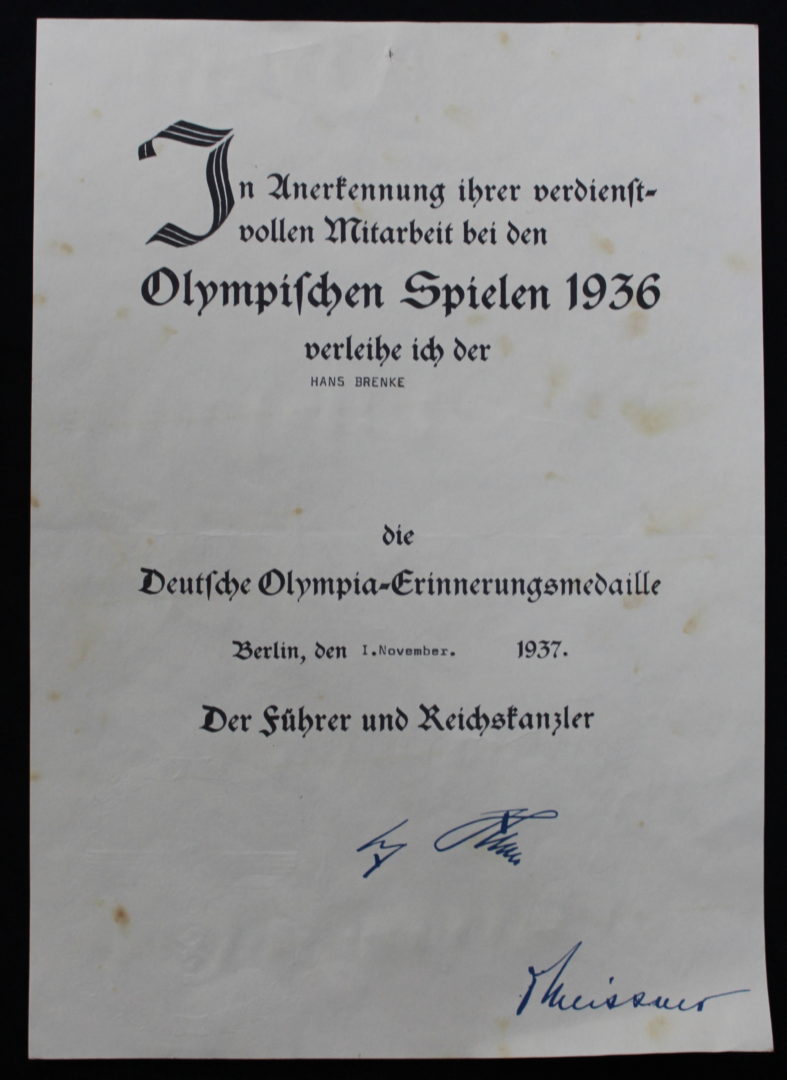 In Anerkennung ihrer verdienst-
vollen Mitarbeit bei den
Olympischen Spielen 1936
verleihe ich der
HANS BRENKE
die
Deutsche Olympia-Erinnerungsmedaille
Berlin, den I.November. 1937.
Der Führer und Reichskanzler
Meissner